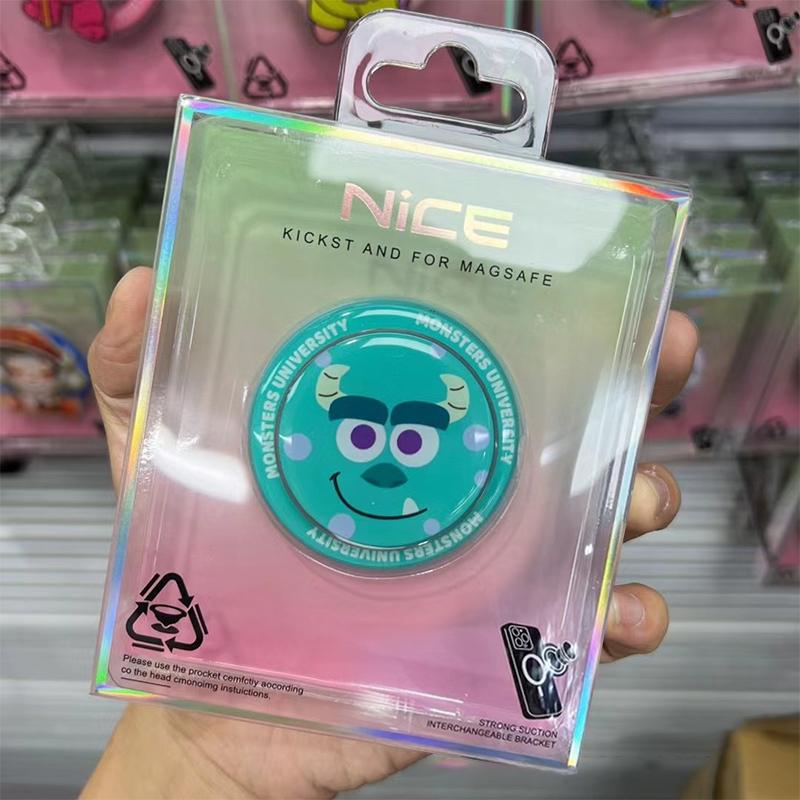 NiCE
KICKST AND FOR MAGSAFE
MONSTERS UNIVERSITY
MONSTERS UNIVERSITY
MONSTERS UNIVERSITY
MONSTERS UNIVERSITY
Please use the procket cemfctly aocording
co the head cmonoimg instuictions.
STRONG SUCTION
INTERCHANGEABLE BRACKET